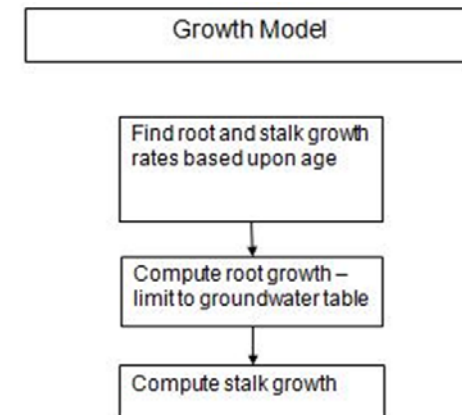 Growth Model
Find root and stalk growth
rates based upon age
Compute root growth –
limit to groundwater table
Compute stalk growth